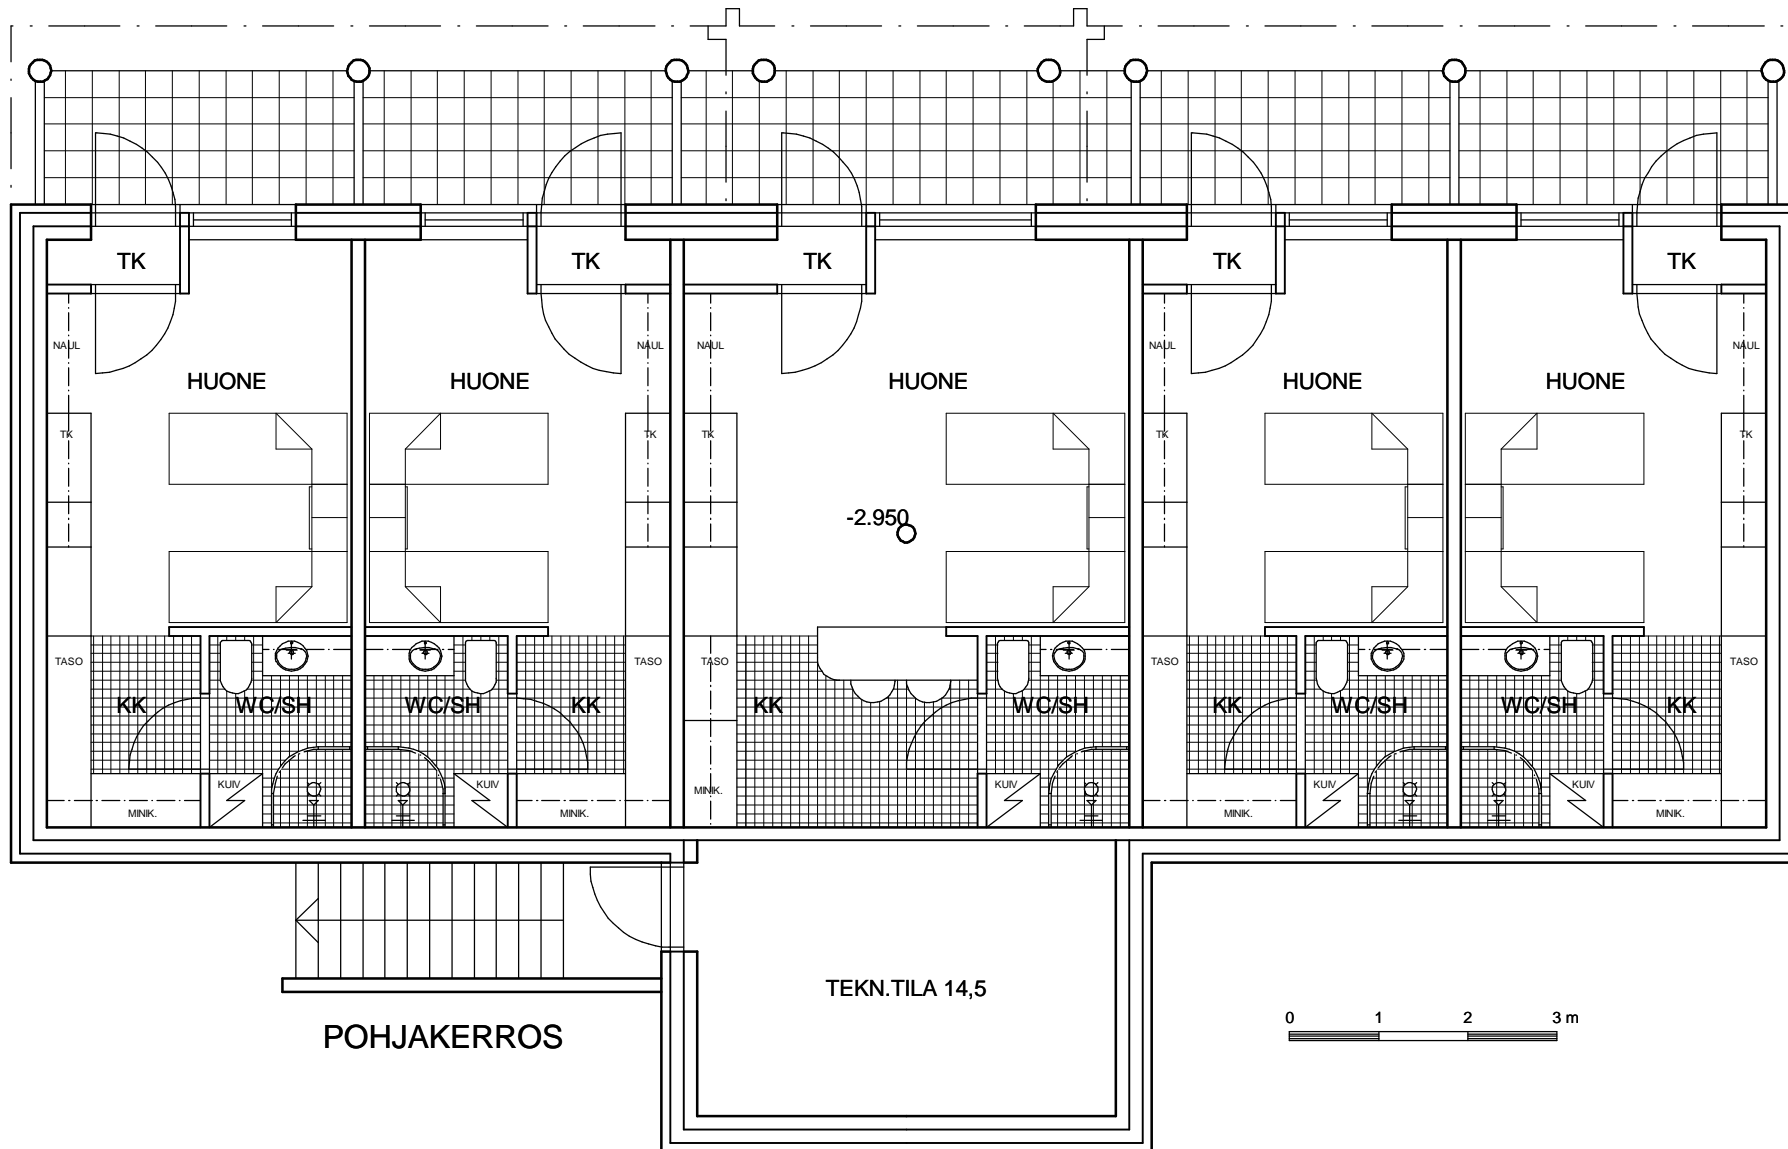 TK TK TK TK TK
NAUL NAUL NAUL NAUL NAUL
HUONE HUONE HUONE HUONE HUONE
TK TK TK TK TK
-2.950
TASO TASO TASO TASO TASO
KK WC/SH WC/SH KK KK WC/SH KK WC/SH WC/SH KK
KUIV KUIV KUIV KUIV KUIV
MINIK. MINIK. MINIK. MINIK. MINIK.
TEKN.TILA 14,5
0 1 2 3 m
POHJAKERROS